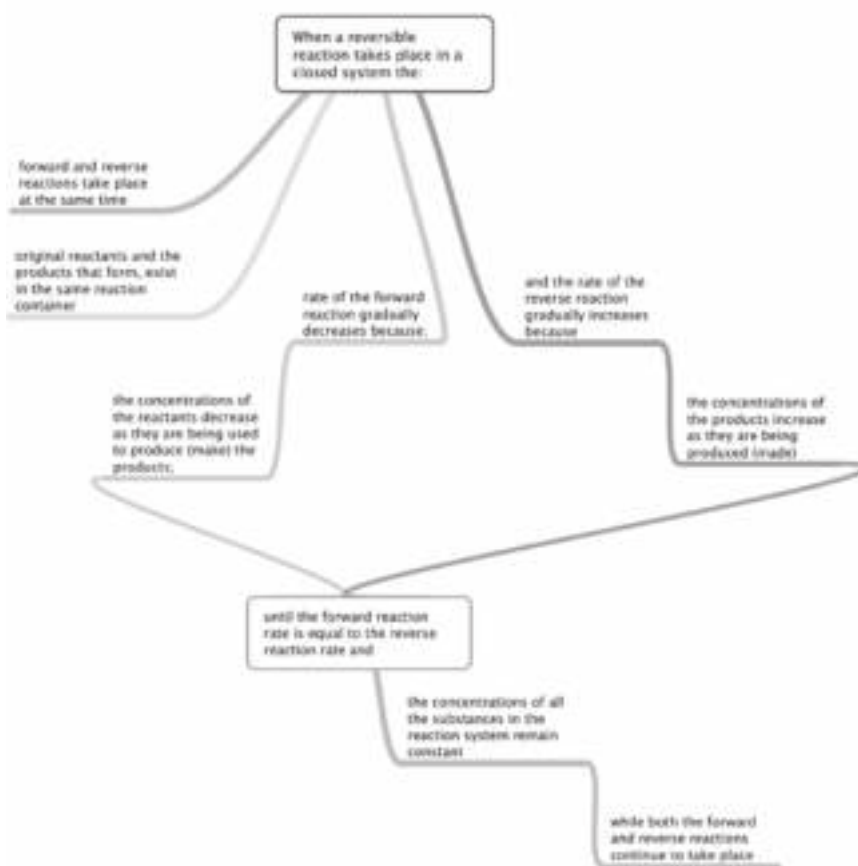 When a reversible
reaction takes place in a
closed system the:
forward and reverse
reactions take place
at the same time
original reactants and the
products that form, exist
in the same reaction
container
rate of the forward
reaction gradually
decreases because:
and the rate of the
reverse reaction
gradually increases
because
the concentrations of
the reactants decrease
as they are being used
to produce (make) the
products,
the concentrations of
the products increase
as they are being
produced (made)
until the forward reaction
rate is equal to the reverse
reaction rate and
the concentrations of all
the substances in the
reaction system remain
constant
while both the forward
and reverse reactions
continue to take place